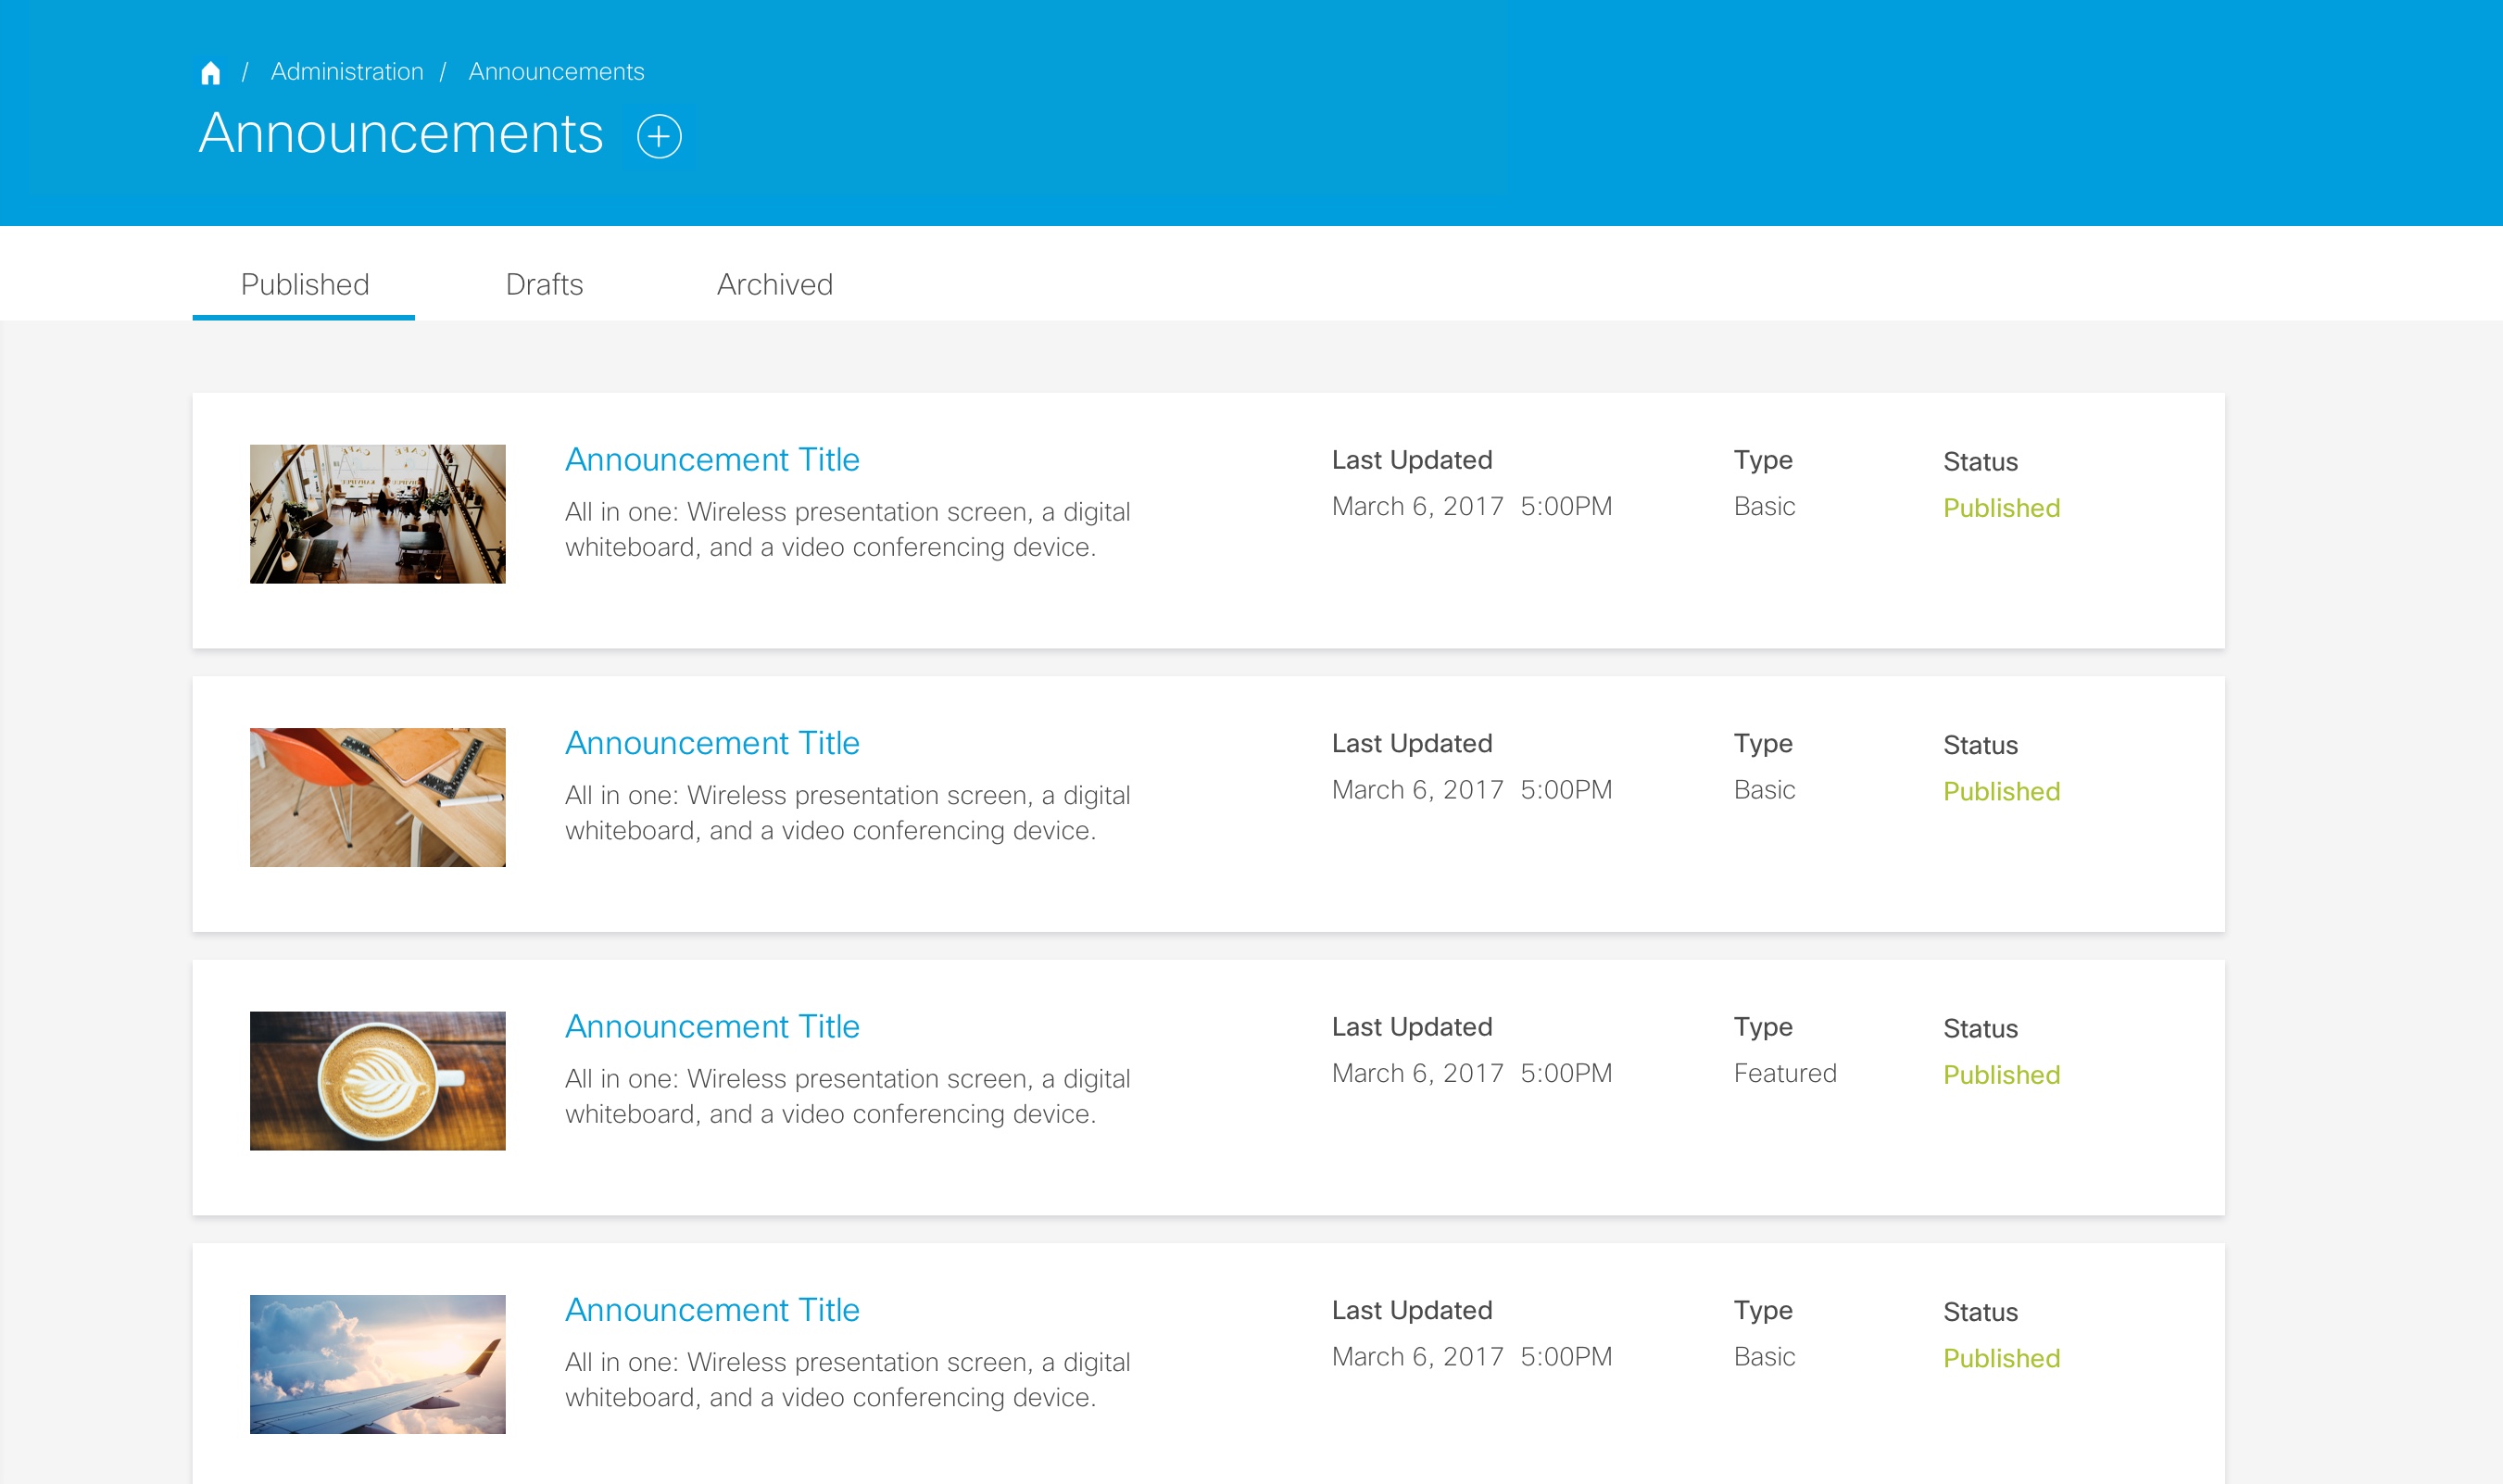 / Administration / Announcements
Announcements
Published Drafts Archived
Announcement Title
All in one: Wireless presentation screen, a digital
whiteboard, and a video conferencing device.
Last Updated
March 6, 2017 5:00PM
Type
Basic
Status
Published
Announcement Title
All in one: Wireless presentation screen, a digital
whiteboard, and a video conferencing device.
Last Updated
March 6, 2017 5:00PM
Type
Basic
Status
Published
Announcement Title
All in one: Wireless presentation screen, a digital
whiteboard, and a video conferencing device.
Last Updated
March 6, 2017 5:00PM
Type
Featured
Status
Published
Announcement Title
All in one: Wireless presentation screen, a digital
whiteboard, and a video conferencing device.
Last Updated
March 6, 2017 5:00PM
Type
Basic
Status
Published